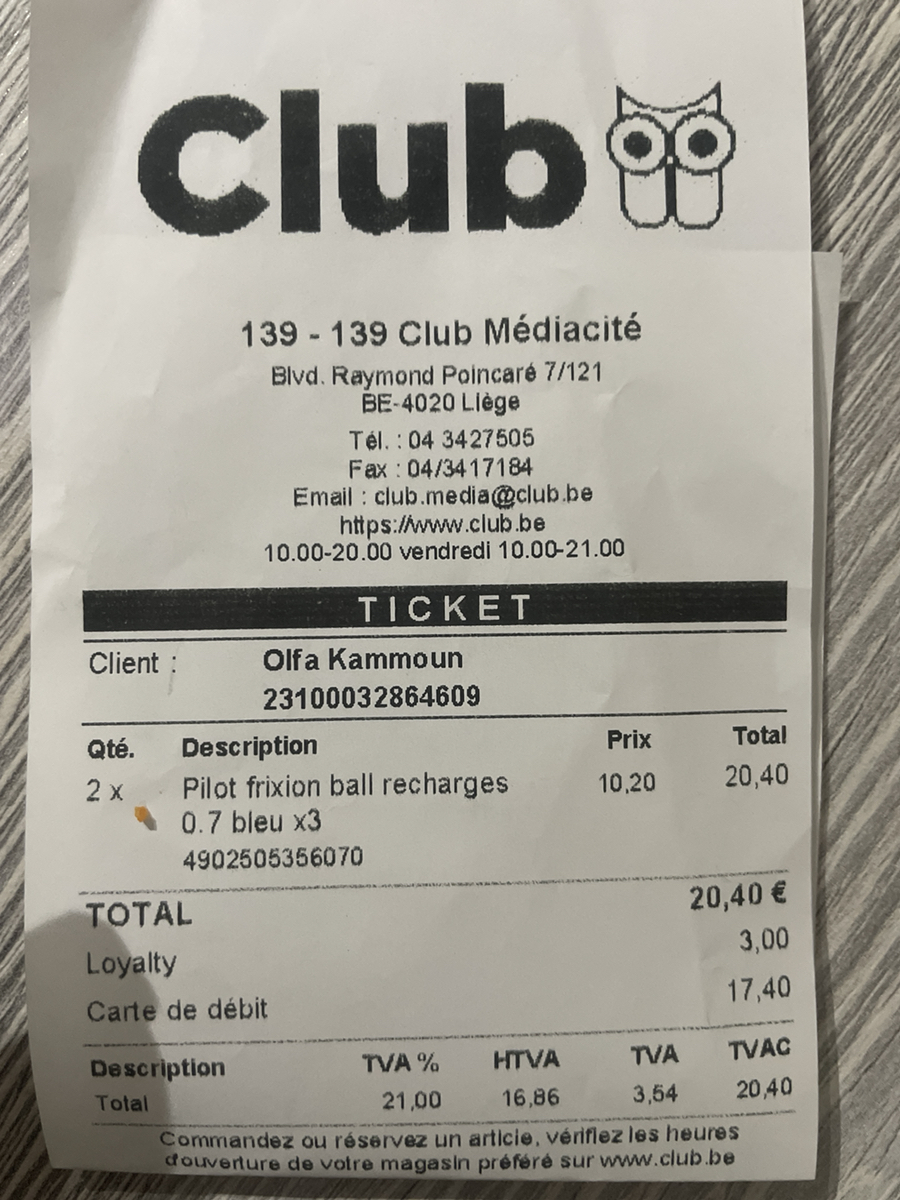 Club
139 - 139 Club Médiacité
Blvd. Raymond Poincaré 7/121
BE-4020 Liège
Tél. : 04 3427505
Fax : 04/3417184
Email : club.media@club.be
https://www.club.be
10.00-20.00 vendredi 10.00-21.00
TICKET
Client : Olfa Kammoun
23100032864609
Qté. Description Prix Total
2 x Pilot frixion ball recharges 10,20 20,40
0.7 bleu x3
4902505356070
TOTAL 20,40 €
Loyalty 3,00
Carte de débit 17,40
Description TVA % HTVA TVA TVAC
Total 21,00 16,86 3,54 20,40
Commandez ou réservez un article, vérifiez les heures
d'ouverture de votre magasin préféré sur www.club.be